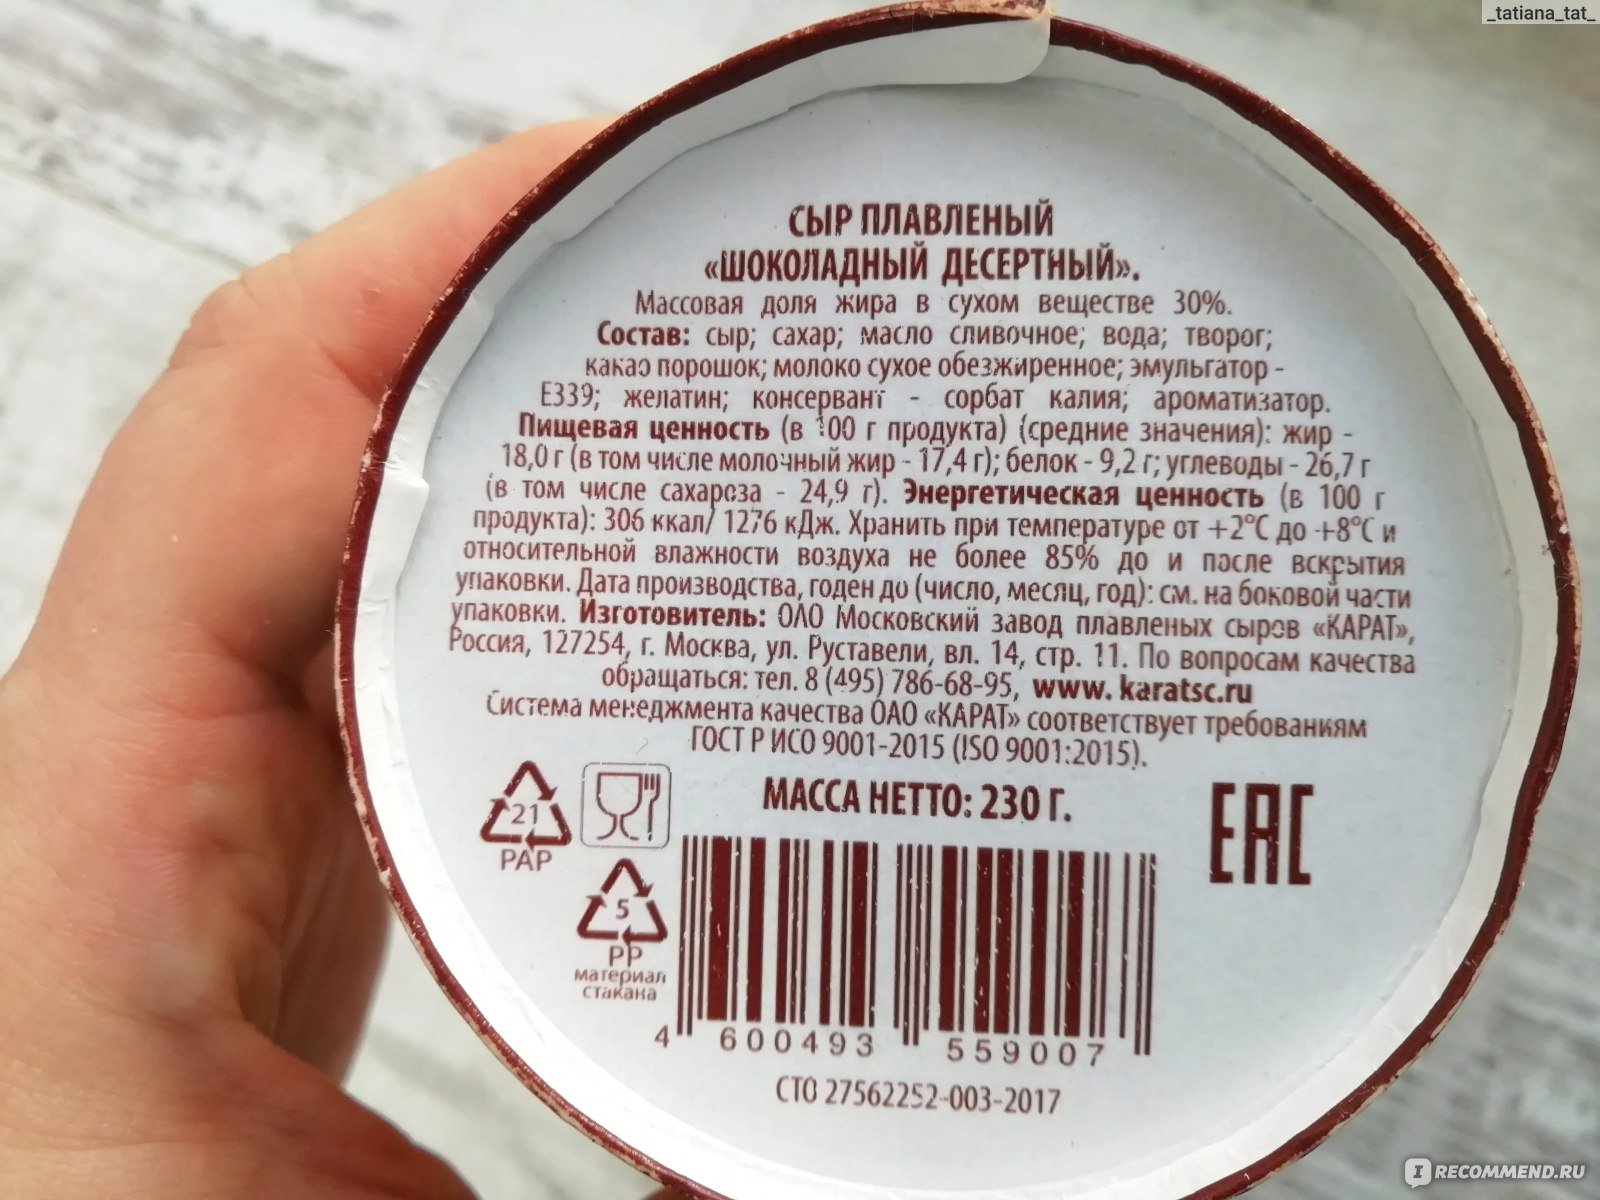 _tatiana_tat_
СЫР ПЛАВЛЕНЫЙ
«ШОКОЛАДНЫЙ ДЕСЕРТНЫЙ».
Массовая доля жира в сухом веществе 30%.
Состав: сыр; сахар; масло сливочное; вода; творог;
какао порошок; молоко сухое обезжиренное; эмульгатор -
Е339; желатин; консервант - сорбат калия; ароматизатор.
Пищевая ценность (в 100 г продукта) (средние значения): жир -
18,0 г (в том числе молочный жир - 17,4 г); белок - 9,2 г; углеводы - 26,7 г
(в том числе сахароза - 24,9 г). Энергетическая ценность (в 100 г
продукта): 306 ккал/ 1276 кДж. Хранить при температуре от +2°С до +8°С и
относительной влажности воздуха не более 85% до и после вскрытия
упаковки. Дата производства, годен до (число, месяц, год): см. на боковой части
упаковки. Изготовитель: ОАО Московский завод плавленых сыров «КАРАТ»,
Россия, 127254, г. Москва, ул. Руставели, вл. 14, стр. 11. По вопросам качества
обращаться: тел. 8 (495) 786-68-95, www. karatsc.ru
Система менеджмента качества ОАО «КАРАТ» соответствует требованиям
ГОСТ Р ИСО 9001-2015 (ISO 9001:2015).
МАССА НЕТТО: 230 Г.
EAC
21
PAP
5
PP
материал
стакана
4 600493 559007
СТО 27562252-003-2017
IRECOMMEND.RU